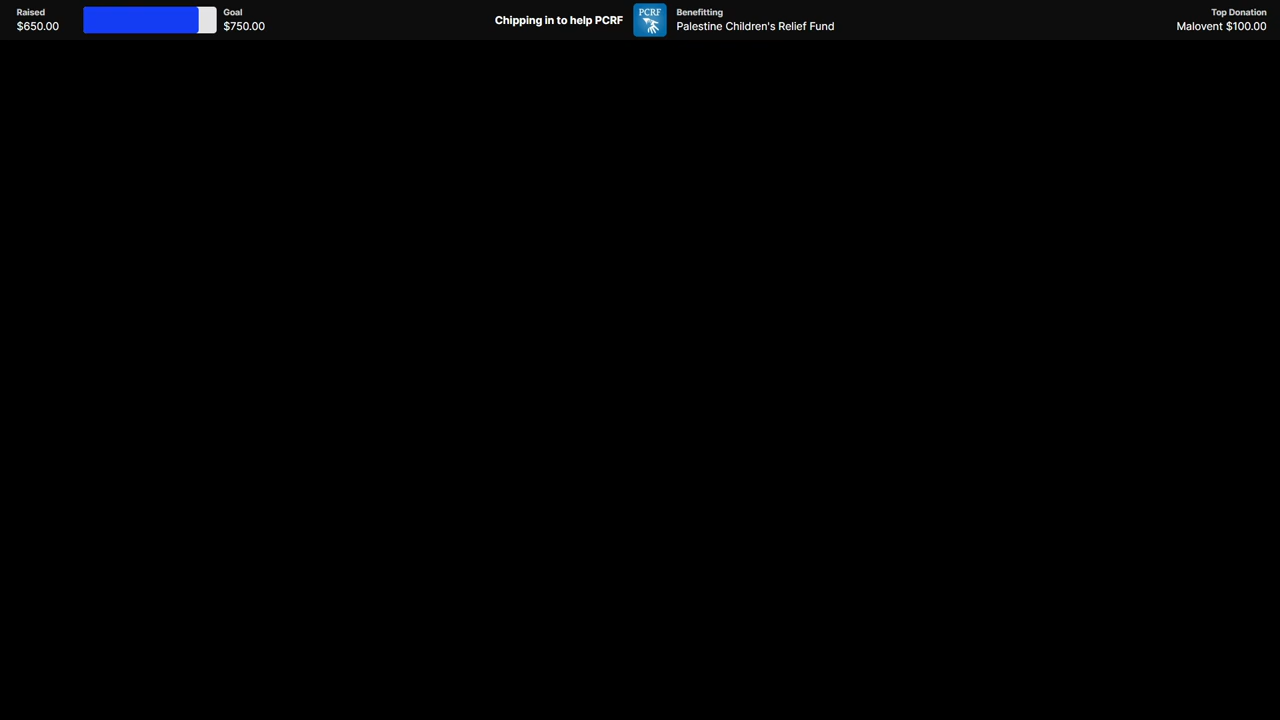 Raised
$650.00
Goal
$750.00
Chipping in to help PCRF
PCRF
Benefitting
Palestine Children's Relief Fund
Top Donation
Malovent $100.00